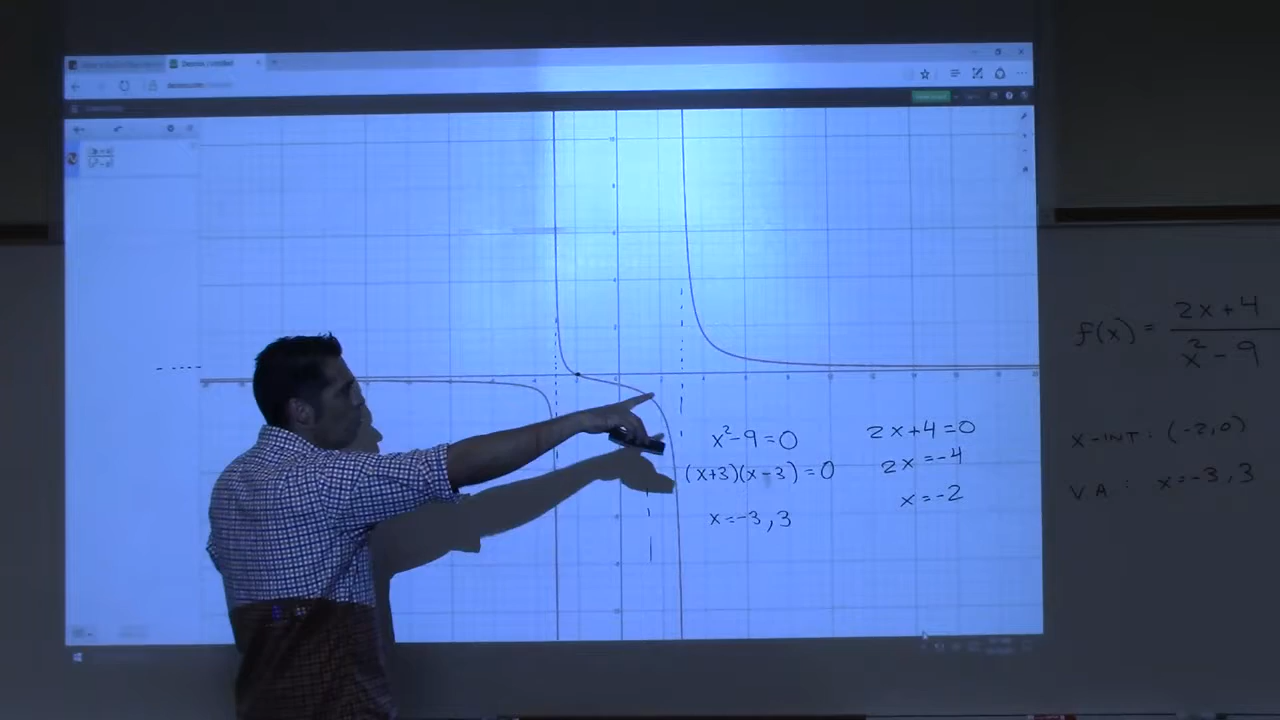 x² - 9 = 0
(x+3)(x-3) = 0
x = -3, 3
2x + 4 = 0
2x = -4
x = -2
f(x) = 2x + 4
x² - 9
X-INT : (-2,0)
VA : x = -3, 3